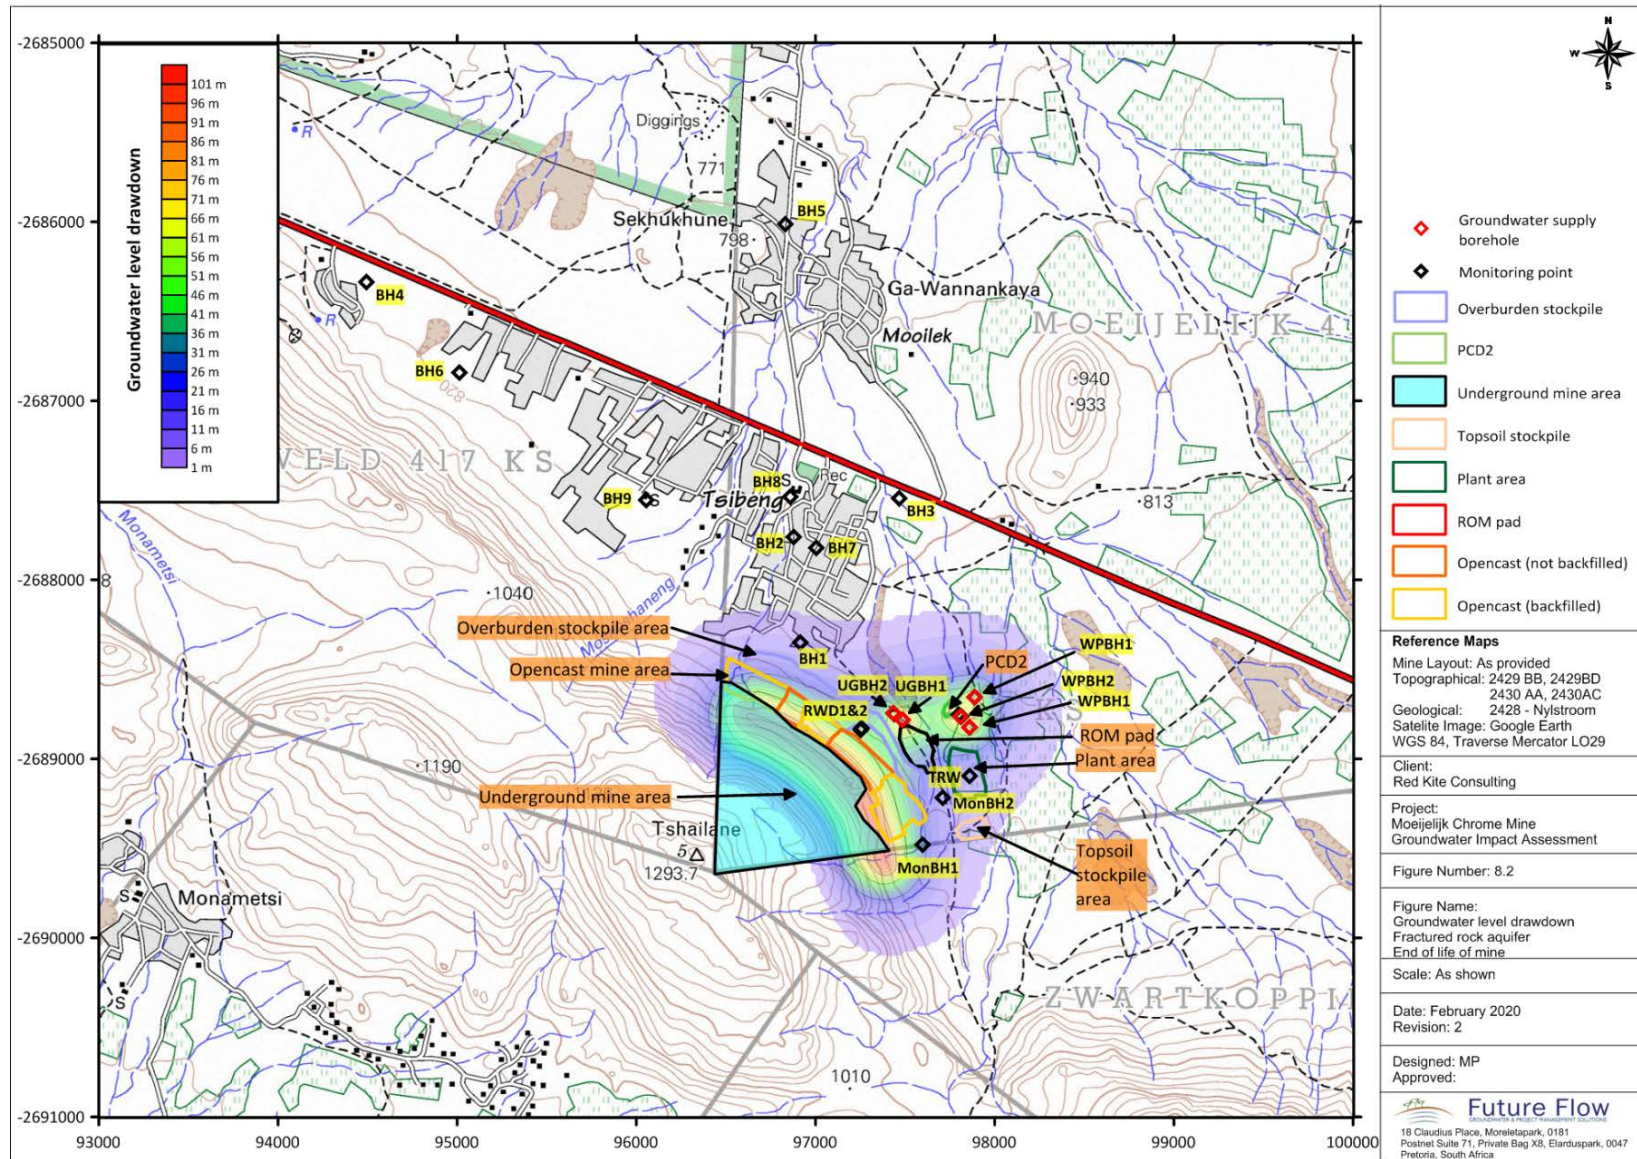 -2685000
-2686000
-2687000
-2688000
-2689000
-2690000
-2691000
93000
94000
95000
96000
97000
98000
99000
100000
Groundwater level drawdown
101 m
96 m
91 m
86 m
81 m
76 m
71 m
66 m
61 m
56 m
51 m
46 m
41 m
36 m
31 m
26 m
21 m
16 m
11 m
6 m
1 m
R
Diggings
771
Sekhukhune
BH5
798
Ga-Wannankaya
Mooilek
MOEIJELIJK 4
BH4
R
BH6
820
940
933
VELD 417 KS
BH9
S
BH8
S
Rec
Tsibeng
BH3
813
BH2
BH7
Monametsi
8
1040
Overburden stockpile area
Opencast mine area
BH1
PCD2
WPBH1
UGBH2
UGBH1
WPBH2
RWD1&2
WPBH1
KS
ROM pad
Plant area
1190
TRW
Underground mine area
MonBH2
Tshailane
5
1293.7
MonBH1
Topsoil
stockpile
area
S
Monametsi
S
ZWARTKOPPI
1010
N
W
E
S
Groundwater supply
borehole
Monitoring point
Overburden stockpile
PCD2
Underground mine area
Topsoil stockpile
Plant area
ROM pad
Opencast (not backfilled)
Opencast (backfilled)
Reference Maps
Mine Layout: As provided
Topographical: 2429 BB, 2429BD
2430 AA, 2430AC
Geological: 2428 - Nylstroom
Satelite Image: Google Earth
WGS 84, Traverse Mercator LO29
Client:
Red Kite Consulting
Project:
Moeijelijk Chrome Mine
Groundwater Impact Assessment
Figure Number: 8.2
Figure Name:
Groundwater level drawdown
Fractured rock aquifer
End of life of mine
Scale: As shown
Date: February 2020
Revision: 2
Designed: MP
Approved:
Future Flow
GROUNDWATER & PROJECT MANAGEMENT SOLUTIONS
18 Claudius Place, Moreletapark, 0181
Postnet Suite 71, Private Bag X8, Elarduspark, 0047
Pretoria, South Africa